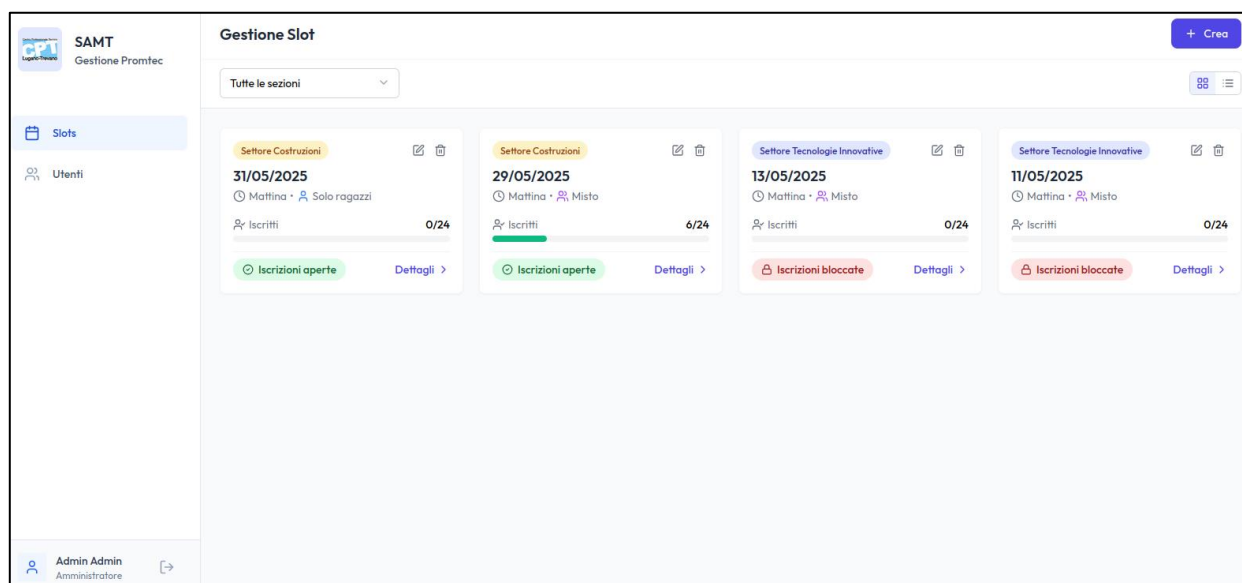 CPT
Lugano-Trevano
SAMT
Gestione Promtec
Slots
Utenti
Gestione Slot
+ Crea
Tutte le sezioni
Settore Costruzioni
31/05/2025
Mattina • Solo ragazzi
Iscritti 0/24
Iscrizioni aperte Dettagli >
Settore Costruzioni
29/05/2025
Mattina • Misto
Iscritti 6/24
Iscrizioni aperte Dettagli >
Settore Tecnologie Innovative
13/05/2025
Mattina • Misto
Iscritti 0/24
Iscrizioni bloccate Dettagli >
Settore Tecnologie Innovative
11/05/2025
Mattina • Misto
Iscritti 0/24
Iscrizioni bloccate Dettagli >
Admin Admin
Amministratore